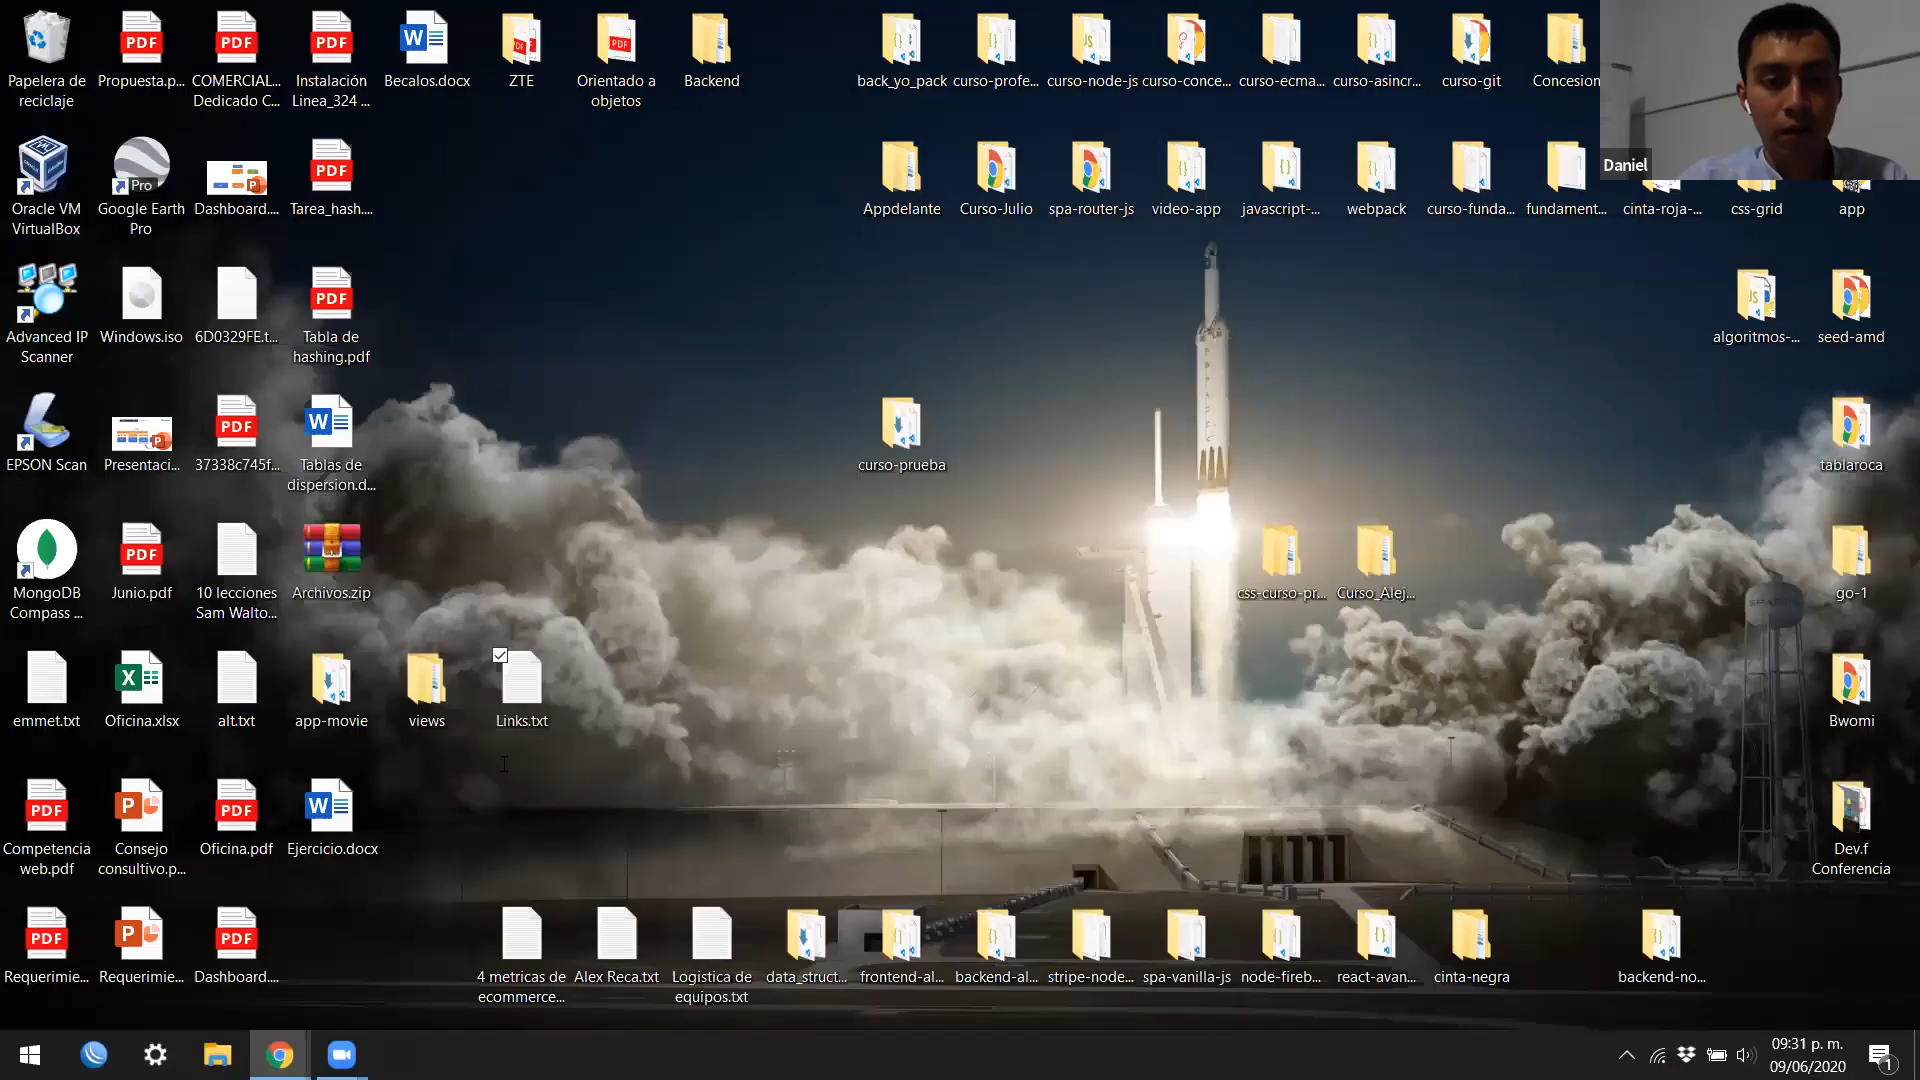 Papelera de
reciclaje
Propuesta.p...
COMERCIAL...
Dedicado C...
Instalación
Linea_324 ...
Becalos.docx
ZTE
Orientado a
objetos
Backend
back_yo_pack
curso-profe...
curso-node-js
curso-conce...
curso-ecma...
curso-asincr...
curso-git
Concesion
Daniel
Oracle VM
VirtualBox
Google Earth
Pro
Dashboard....
Tarea_hash....
Appdelante
Curso-Julio
spa-router-js
video-app
javascript-...
webpack
curso-funda...
fundament...
cinta-roja-...
css-grid
app
Advanced IP
Scanner
Windows.iso
6D0329FE.t...
Tabla de
hashing.pdf
algoritmos-...
seed-amd
EPSON Scan
Presentaci...
37338c745f...
Tablas de
dispersion.d...
curso-prueba
tablaroca
MongoDB
Compass ...
Junio.pdf
10 lecciones
Sam Walto...
Archivos.zip
css-curso-pr...
Curso_Alej...
go-1
emmet.txt
Oficina.xlsx
alt.txt
app-movie
views
Links.txt
Bwomi
Competencia
web.pdf
Consejo
consultivo.p...
Oficina.pdf
Ejercicio.docx
Dev.f
Conferencia
Requerimie...
Requerimie...
Dashboard....
4 metricas de
ecommerce...
Alex Reca.txt
Logistica de
equipos.txt
data_struct...
frontend-al...
backend-al...
stripe-node...
spa-vanilla-js
node-fireb...
react-avan...
cinta-negra
backend-no...
09:31 p. m.
09/06/2020
1